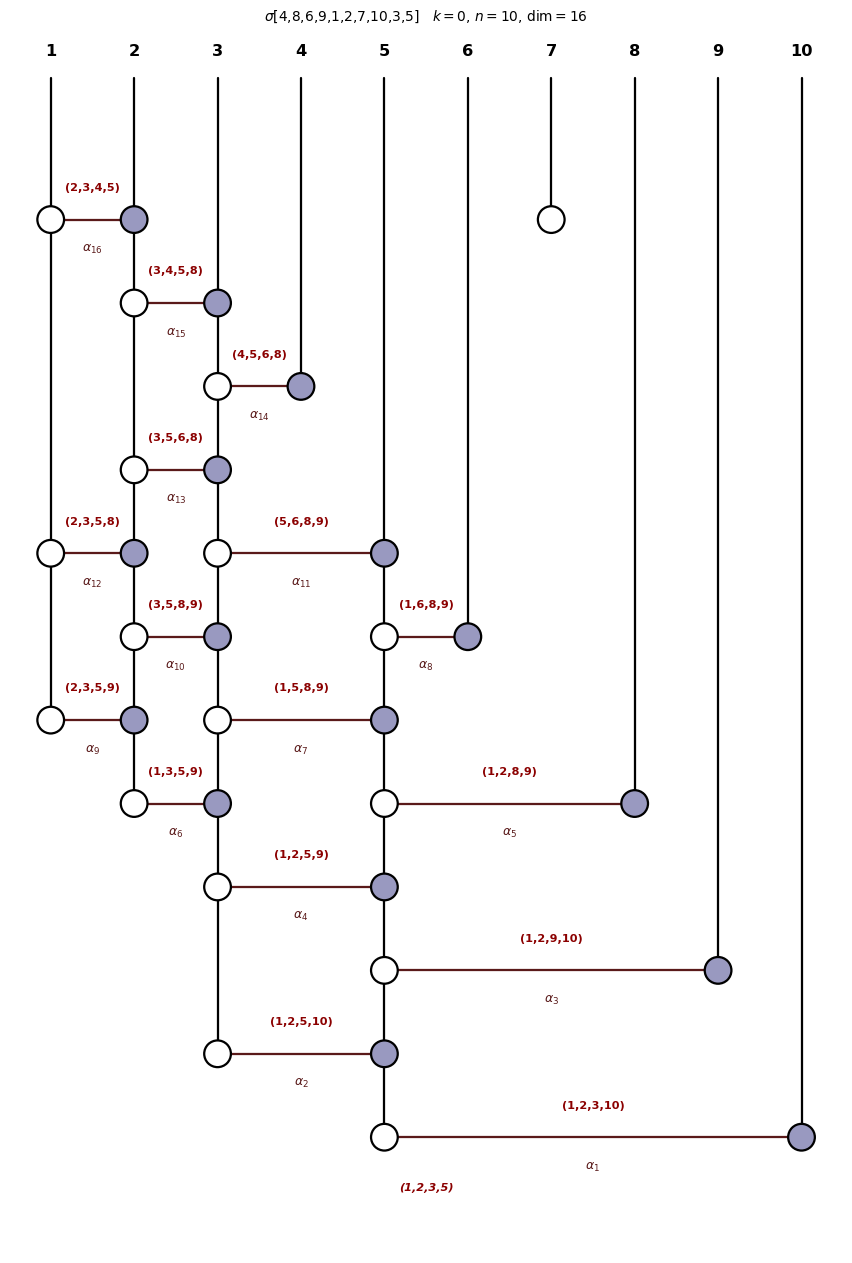 σ[4,8,6,9,1,2,7,10,3,5] k=0, n=10, dim=16
1 2 3 4 5 6 7 8 9 10
(2,3,4,5)
α₁₆
(3,4,5,8)
α₁₅
(4,5,6,8)
α₁₄
(3,5,6,8)
α₁₃
(2,3,5,8) (5,6,8,9)
α₁₂ α₁₁
(3,5,8,9) (1,6,8,9)
α₁₀ α₈
(2,3,5,9) (1,5,8,9)
α₉ α₇
(1,3,5,9) (1,2,8,9)
α₆ α₅
(1,2,5,9)
α₄
(1,2,9,10)
α₃
(1,2,5,10)
α₂
(1,2,3,10)
α₁
(1,2,3,5)